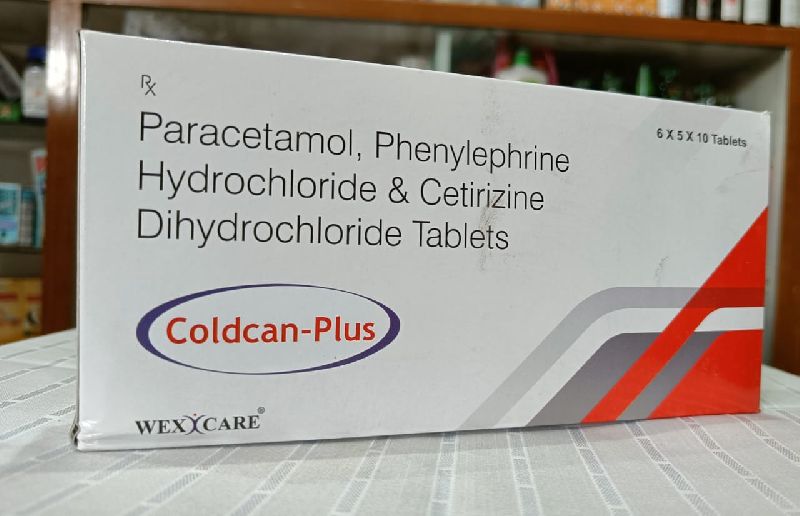 Rx
Paracetamol, Phenylephrine
Hydrochloride & Cetirizine
Dihydrochloride Tablets
6 X 5 X 10 Tablets
Coldcan-Plus
WEXXCARE®